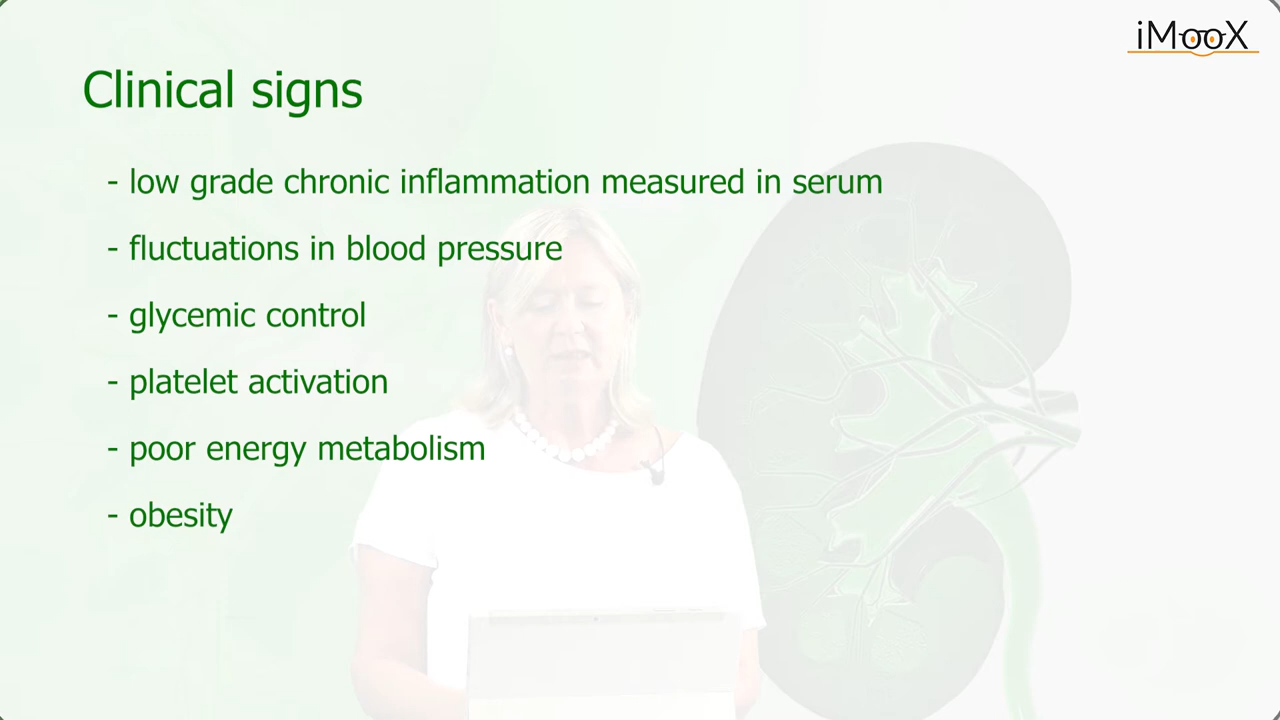 iMooX
Clinical signs
- low grade chronic inflammation measured in serum
- fluctuations in blood pressure
- glycemic control
- platelet activation
- poor energy metabolism
- obesity